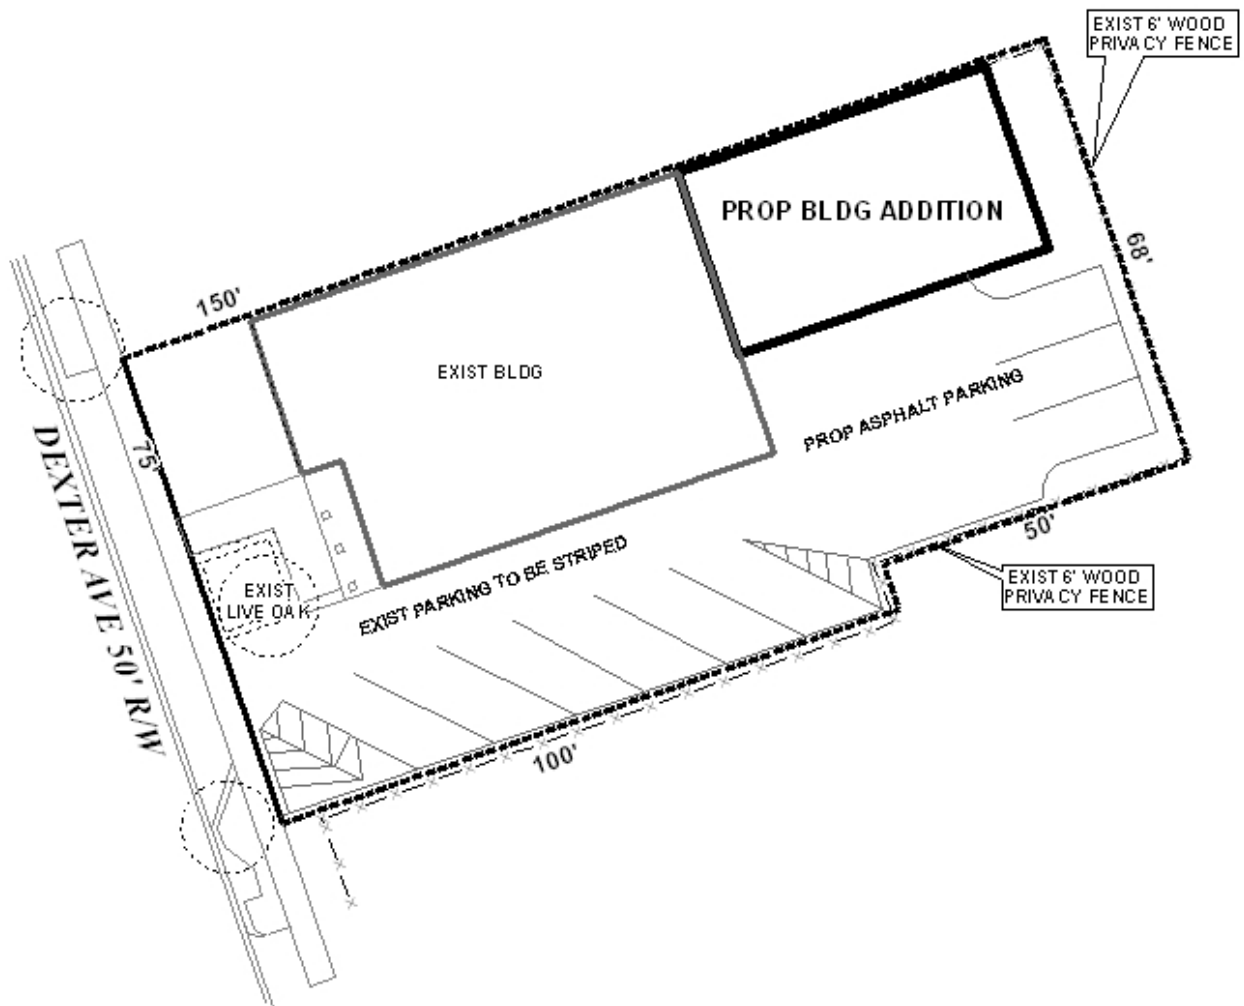 EXIST 6' WOOD
PRIVACY FENCE
PROP BLDG ADDITION
150'
68'
EXIST BLDG
PROP ASPHALT PARKING
75'
DEXTER AVE 50' R/W
50'
EXIST PARKING TO BE STRIPED
EXIST 6' WOOD
PRIVACY FENCE
EXIST
LIVE OAK
100'